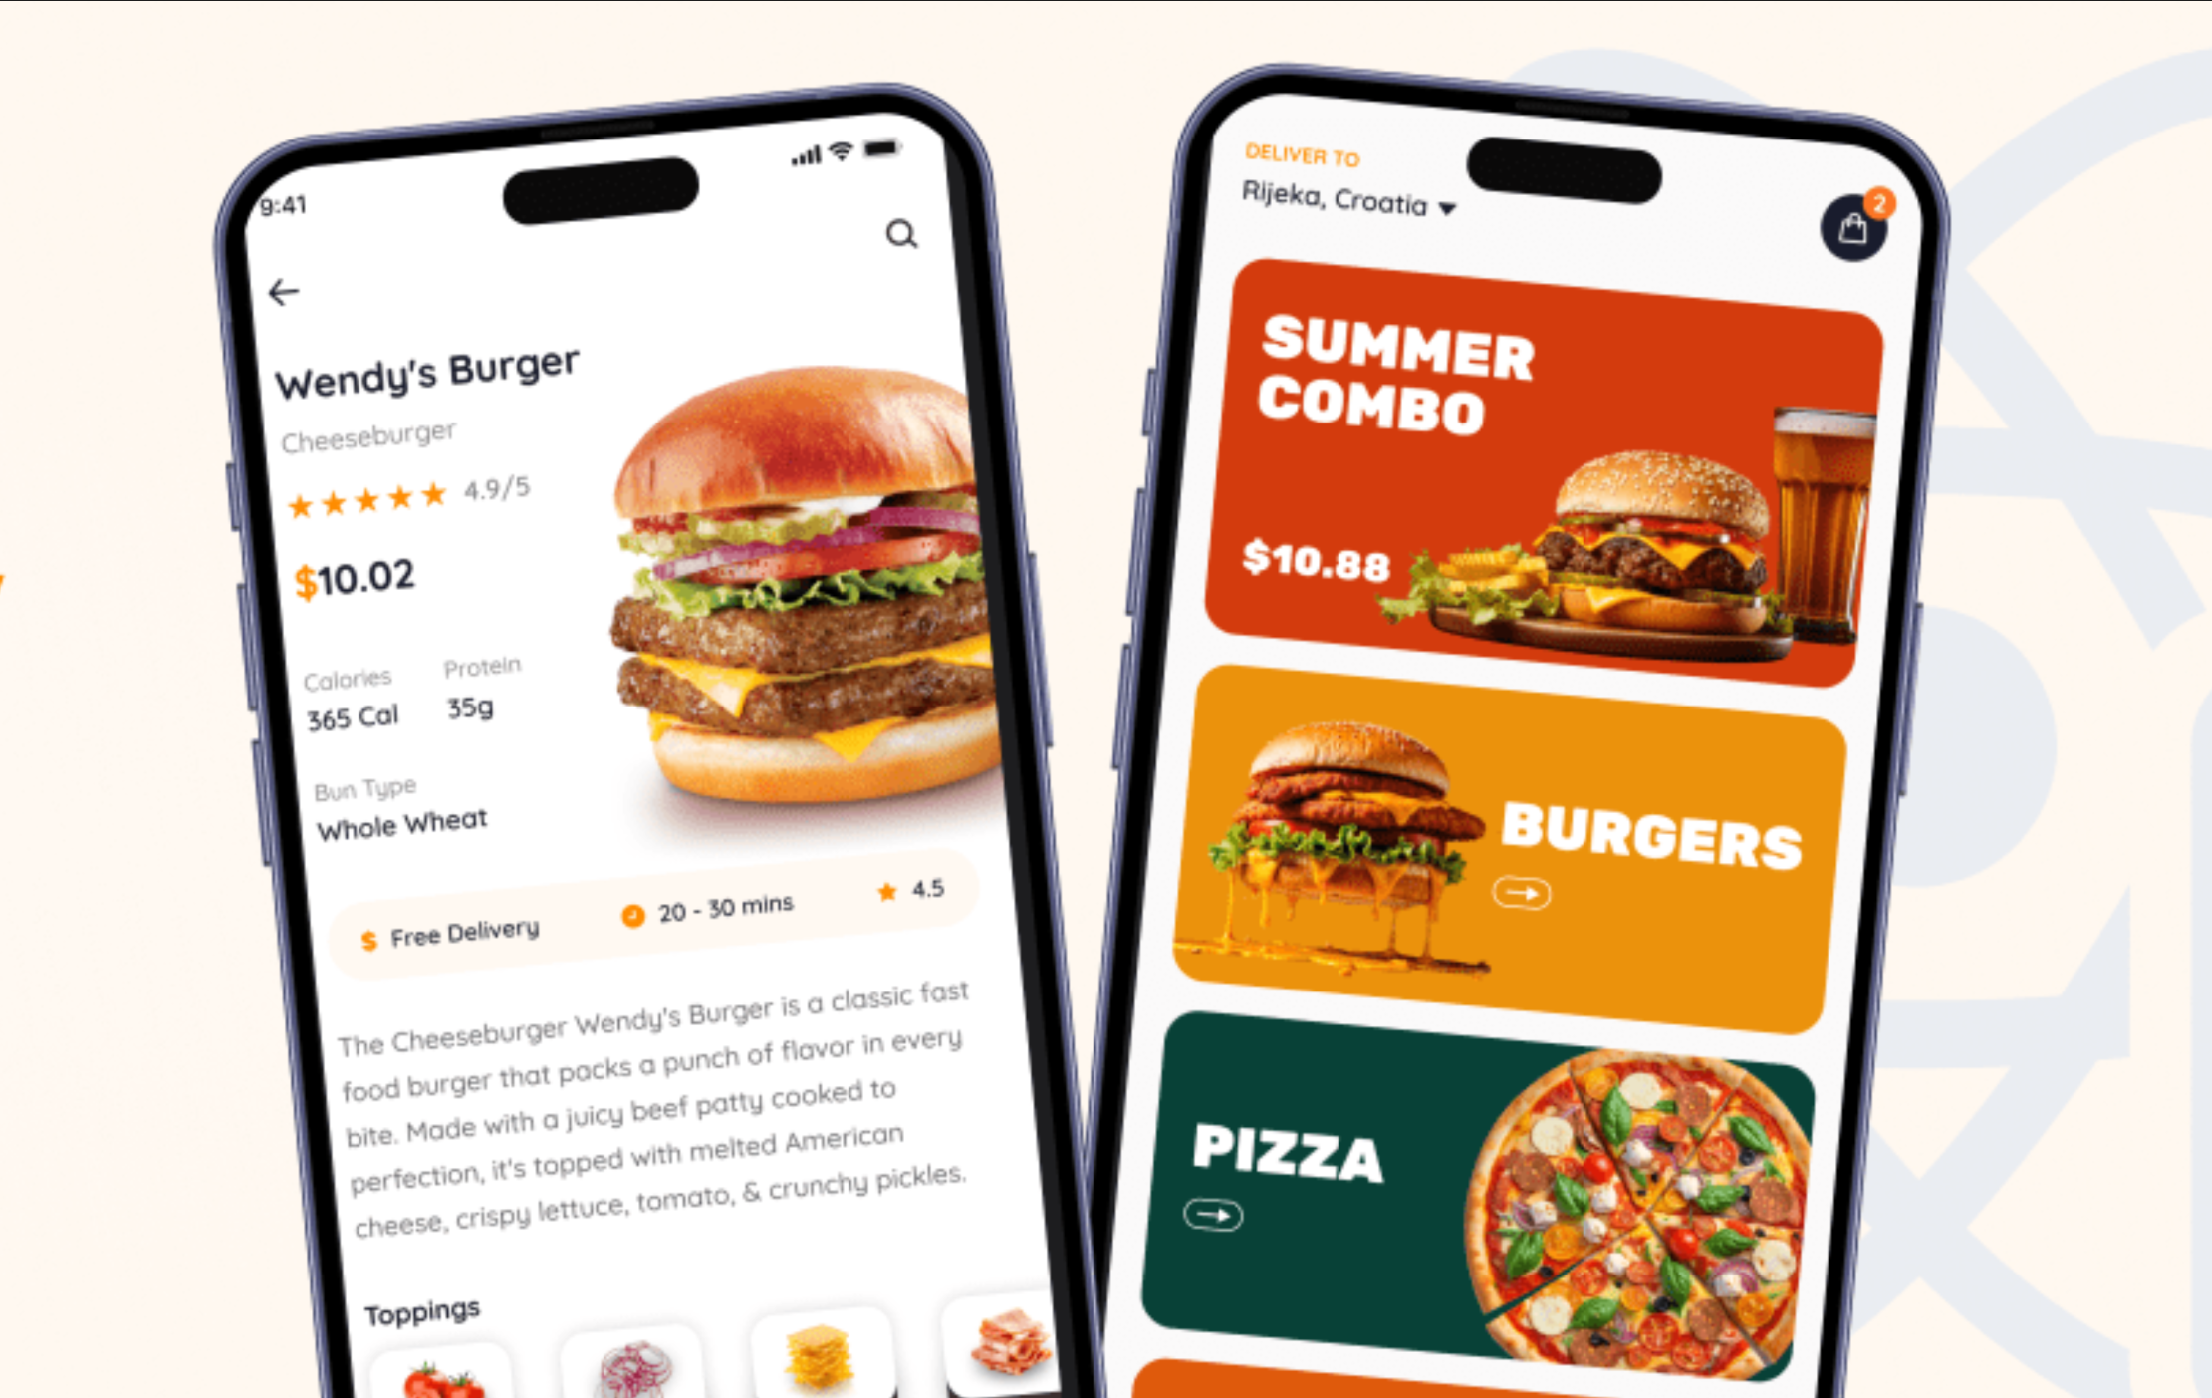 9:41
Wendy's Burger
Cheeseburger
4.9/5
$10.02
Calories Protein
365 Cal 35g
Bun Type
Whole Wheat
$ Free Delivery 20 - 30 mins 4.5
The Cheeseburger Wendy's Burger is a classic fast
food burger that packs a punch of flavor in every
bite. Made with a juicy beef patty cooked to
perfection, it's topped with melted American
cheese, crispy lettuce, tomato, & crunchy pickles.
Toppings
DELIVER TO
Rijeka, Croatia
2
SUMMER
COMBO
$10.88
BURGERS
PIZZA